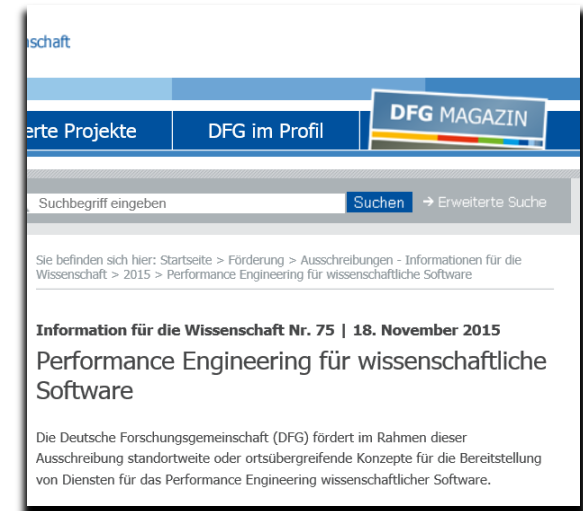 schaft
erte Projekte
DFG im Profil
DFG MAGAZIN
Suchbegriff eingeben
Suchen
→ Erweiterte Suche
Sie befinden sich hier: Startseite > Förderung > Ausschreibungen - Informationen für die
Wissenschaft > 2015 > Performance Engineering für wissenschaftliche Software
Information für die Wissenschaft Nr. 75 | 18. November 2015
Performance Engineering für wissenschaftliche
Software
Die Deutsche Forschungsgemeinschaft (DFG) fördert im Rahmen dieser
Ausschreibung standortweite oder ortsübergreifende Konzepte für die Bereitstellung
von Diensten für das Performance Engineering wissenschaftlicher Software.